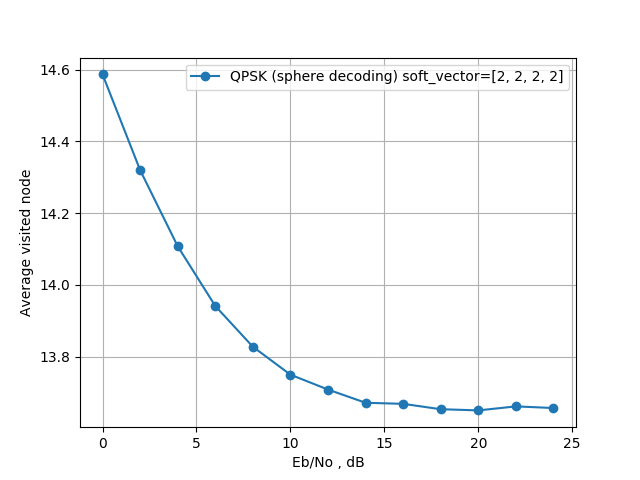 QPSK (sphere decoding) soft_vector=[2, 2, 2, 2]
14.6
14.4
14.2
14.0
13.8
Average visited node
0 5 10 15 20 25
Eb/No , dB